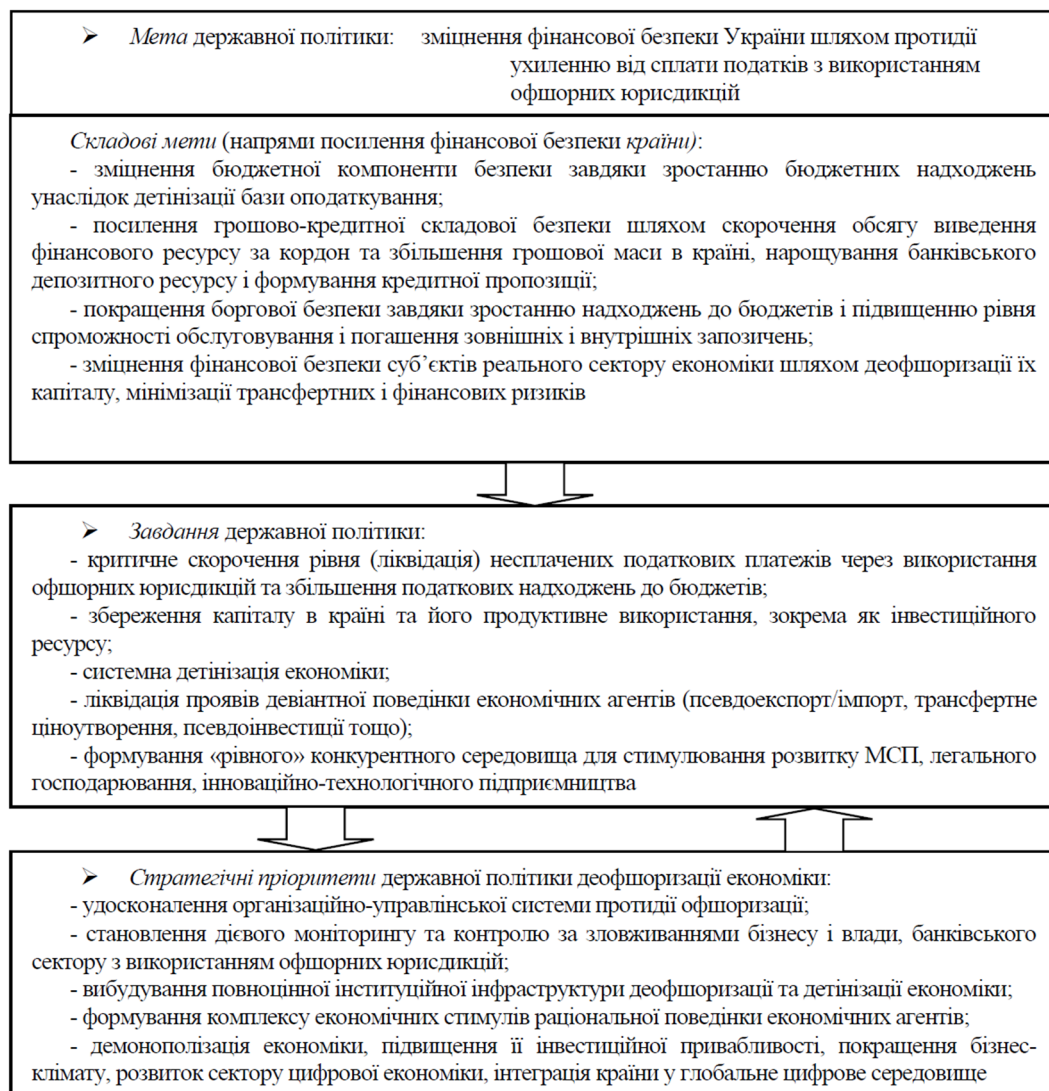 ➢ Мета державної політики: зміцнення фінансової безпеки України шляхом протидії
ухиленню від сплати податків з використанням
офшорних юрисдикцій
Складові мети (напрями посилення фінансової безпеки країни):
- зміцнення бюджетної компоненти безпеки завдяки зростанню бюджетних надходжень
унаслідок детінізації бази оподаткування;
- посилення грошово-кредитної складової безпеки шляхом скорочення обсягу виведення
фінансового ресурсу за кордон та збільшення грошової маси в країні, нарощування банківського
депозитного ресурсу і формування кредитної пропозиції;
- покращення боргової безпеки завдяки зростанню надходжень до бюджетів і підвищенню рівня
спроможності обслуговування і погашення зовнішніх і внутрішніх запозичень;
- зміцнення фінансової безпеки суб’єктів реального сектору економіки шляхом деофшоризації їх
капіталу, мінімізації трансфертних і фінансових ризиків
➢ Завдання державної політики:
- критичне скорочення рівня (ліквідація) несплачених податкових платежів через використання
офшорних юрисдикцій та збільшення податкових надходжень до бюджетів;
- збереження капіталу в країні та його продуктивне використання, зокрема як інвестиційного
ресурсу;
- системна детінізація економіки;
- ліквідація проявів девіантної поведінки економічних агентів (псевдоекспорт/імпорт, трансфертне
ціноутворення, псевдоінвестиції тощо);
- формування «рівного» конкурентного середовища для стимулювання розвитку МСП, легального
господарювання, інноваційно-технологічного підприємництва
➢ Стратегічні пріоритети державної політики деофшоризації економіки:
- удосконалення організаційно-управлінської системи протидії офшоризації;
- становлення дієвого моніторингу та контролю за зловживаннями бізнесу і влади, банківського
сектору з використанням офшорних юрисдикцій;
- вибудування повноцінної інституційної інфраструктури деофшоризації та детінізації економіки;
- формування комплексу економічних стимулів раціональної поведінки економічних агентів;
- демонополізація економіки, підвищення її інвестиційної привабливості, покращення бізнес-
клімату, розвиток сектору цифрової економіки, інтеграція країни у глобальне цифрове середовище